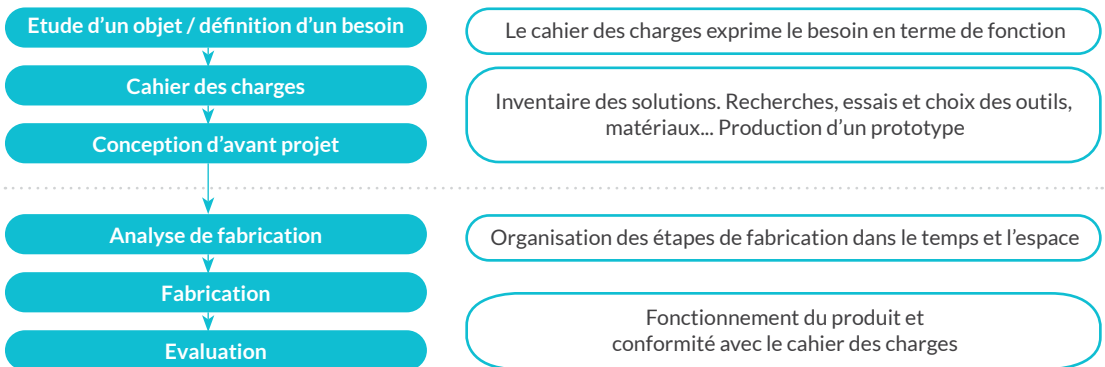 Etude d'un objet / définition d'un besoin
Le cahier des charges exprime le besoin en terme de fonction
Cahier des charges
Inventaire des solutions. Recherches, essais et choix des outils,
matériaux... Production d'un prototype
Conception d'avant projet
Analyse de fabrication
Organisation des étapes de fabrication dans le temps et l'espace
Fabrication
Fonctionnement du produit et
conformité avec le cahier des charges
Evaluation